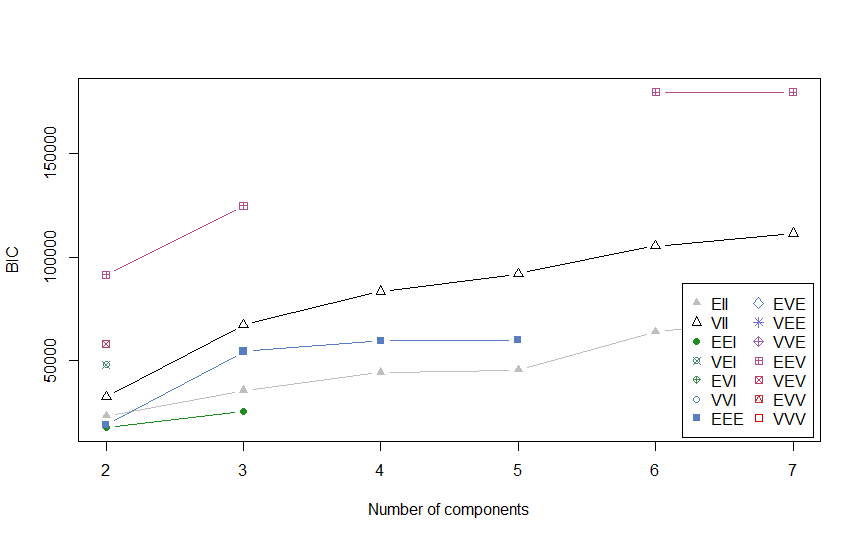 BIC
150000
100000
50000
2 3 4 5 6 7
Number of components
EII EVE
VII VEE
EEI VVE
VEI EEV
EVI VEV
VVI EVV
EEE VVV